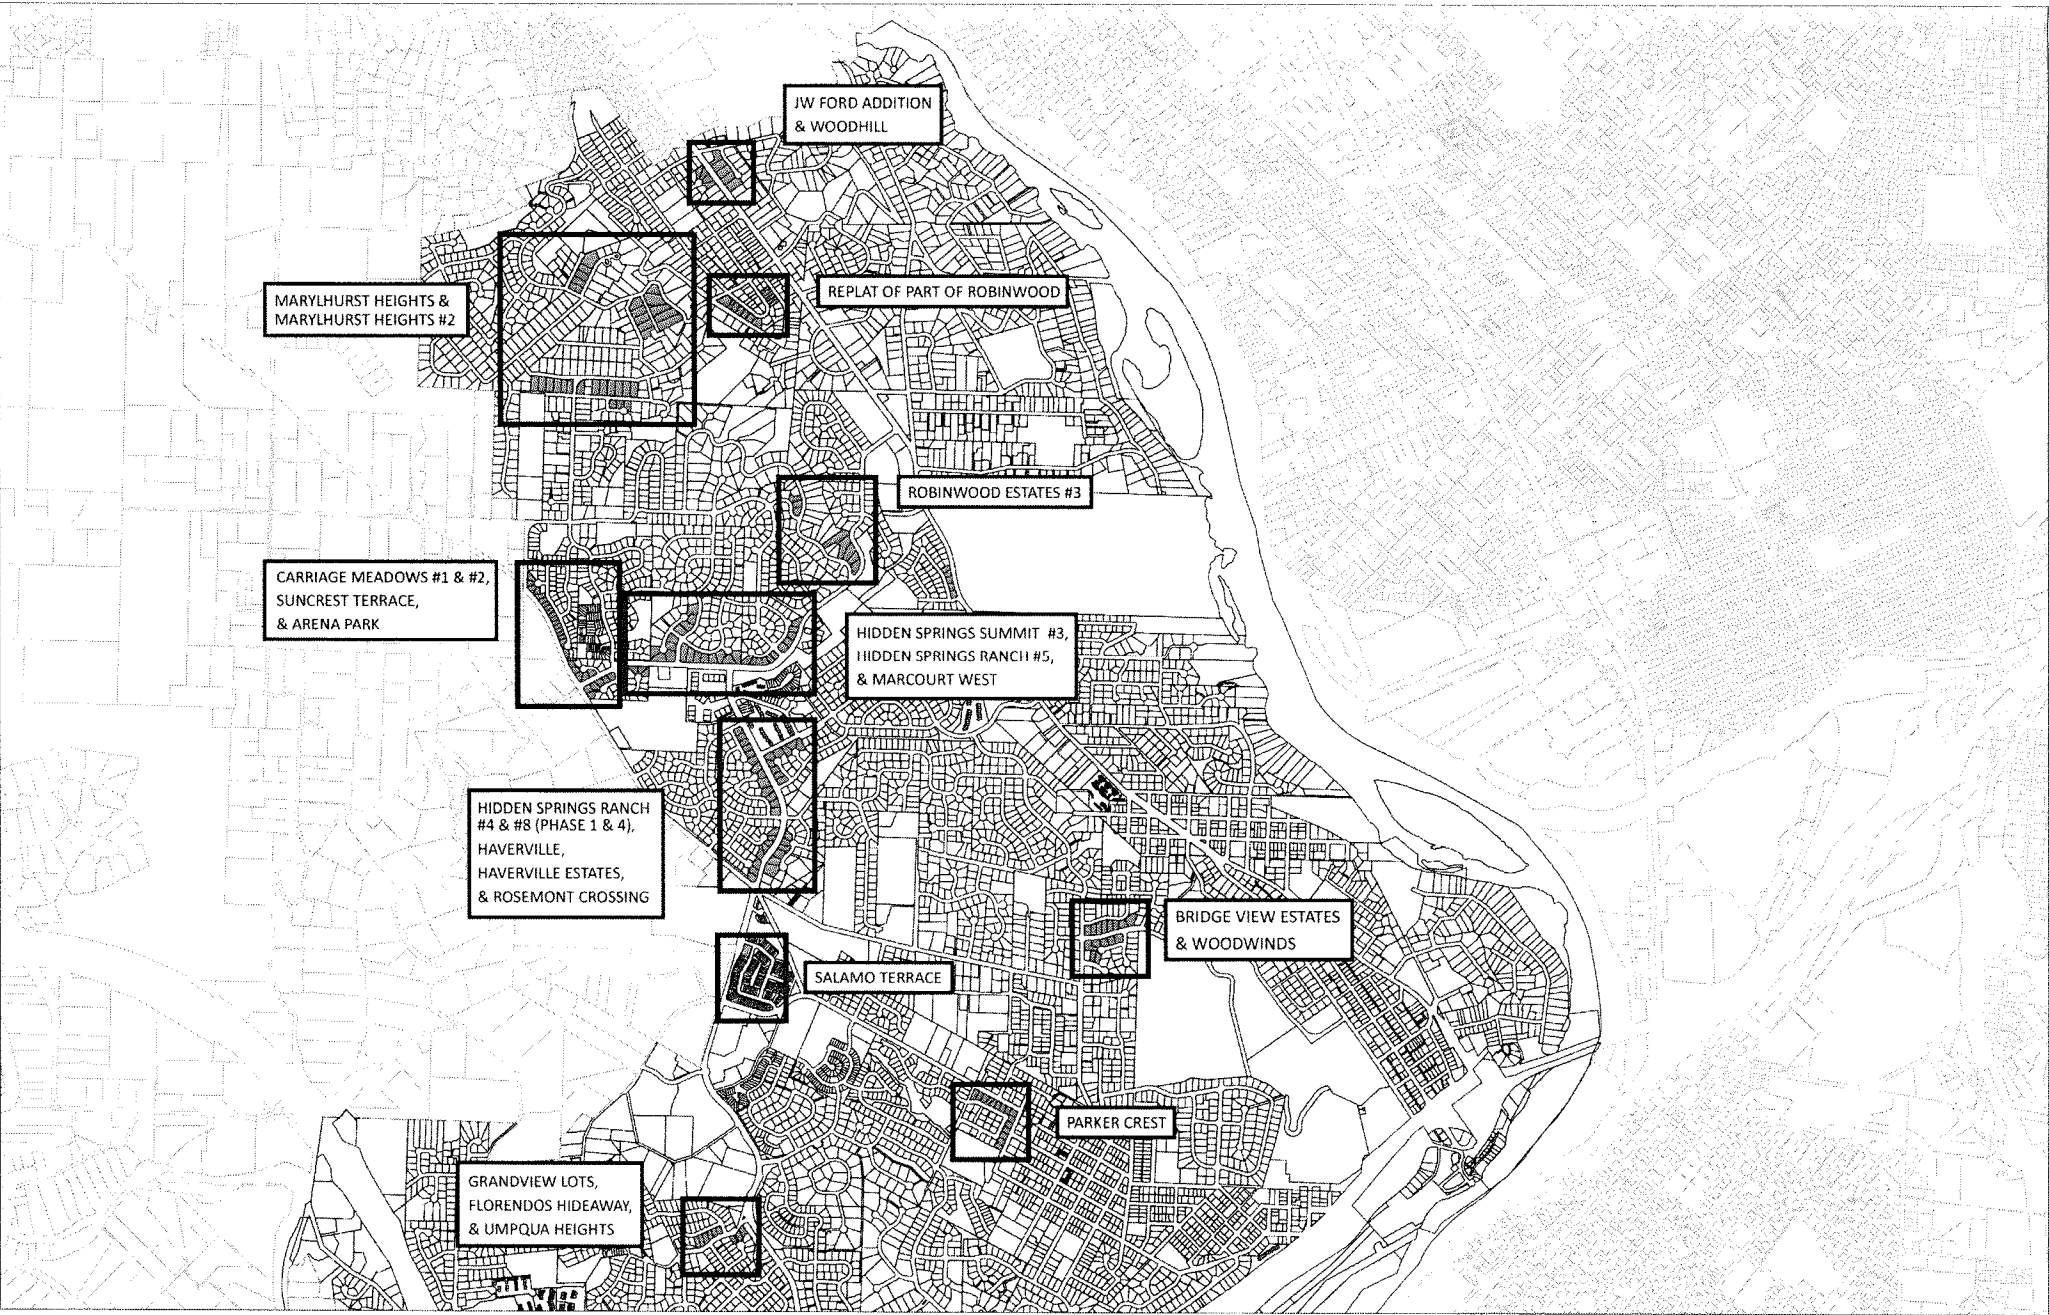 JW FORD ADDITION
& WOODHILL
MARYLHURST HEIGHTS &
MARYLHURST HEIGHTS #2
REPLAT OF PART OF ROBINWOOD
ROBINWOOD ESTATES #3
CARRIAGE MEADOWS #1 & #2,
SUNCREST TERRACE,
& ARENA PARK
HIDDEN SPRINGS SUMMIT #3,
HIDDEN SPRINGS RANCH #5,
& MARCOURT WEST
HIDDEN SPRINGS RANCH
#4 & #8 (PHASE 1 & 4),
HAVERVILLE,
HAVERVILLE ESTATES,
& ROSEMONT CROSSING
BRIDGE VIEW ESTATES
& WOODWINDS
SALAMO TERRACE
PARKER CREST
GRANDVIEW LOTS,
FLORENDOS HIDEAWAY,
& UMPQUA HEIGHTS